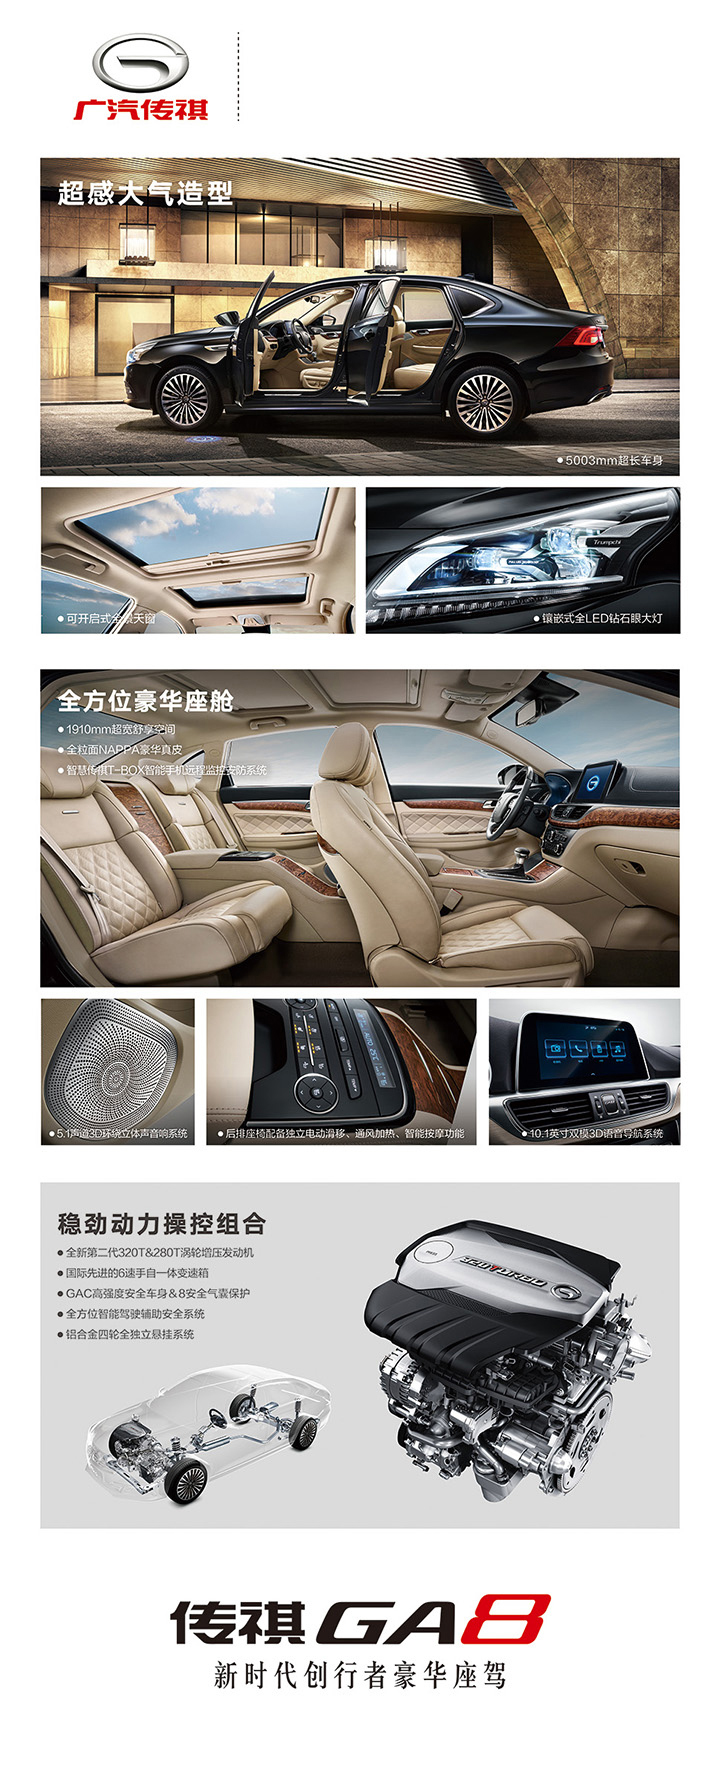 广汽传祺
超感大气造型
● 5003mm超长车身
● 可开启式全景天窗
Trumpchi
● 镶嵌式全LED钻石眼大灯
全方位豪华座舱
● 1910mm超宽舒享空间
● 全粒面NAPPA豪华真皮
● 智慧传祺T-BOX智能手机远程监控安防系统
● 5.1声道3D环绕立体声音响系统
● 后排座椅配备独立电动滑移、通风加热、智能按摩功能
● 10.1英寸双模3D语音导航系统
稳劲动力操控组合
● 全新第二代320T&280T涡轮增压发动机
● 国际先进的6速手自一体变速箱
● GAC高强度安全车身&8安全气囊保护
● 全方位智能驾驶辅助安全系统
● 铝合金四轮全独立悬挂系统
320TURBO
传祺GA8
新时代创行者豪华座驾